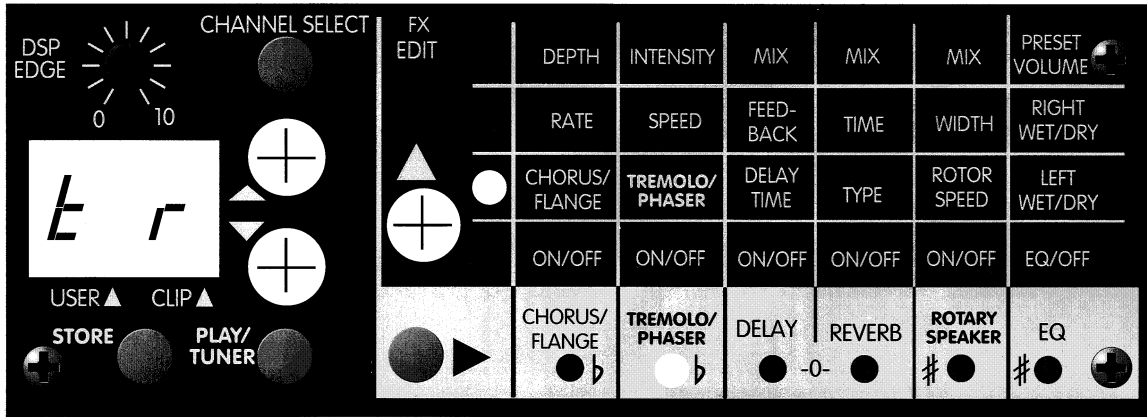 DSP
EDGE
0 10
CHANNEL SELECT
t r
USER CLIP
STORE
PLAY/
TUNER
FX
EDIT
DEPTH INTENSITY MIX MIX MIX PRESET
VOLUME
RATE SPEED FEED-
BACK TIME WIDTH RIGHT
WET/DRY
CHORUS/
FLANGE TREMOLO/
PHASER DELAY
TIME TYPE ROTOR
SPEED LEFT
WET/DRY
ON/OFF ON/OFF ON/OFF ON/OFF ON/OFF EQ/OFF
CHORUS/
FLANGE TREMOLO/
PHASER DELAY REVERB ROTARY
SPEAKER EQ
♭ ♭ -0- ♯ ♯